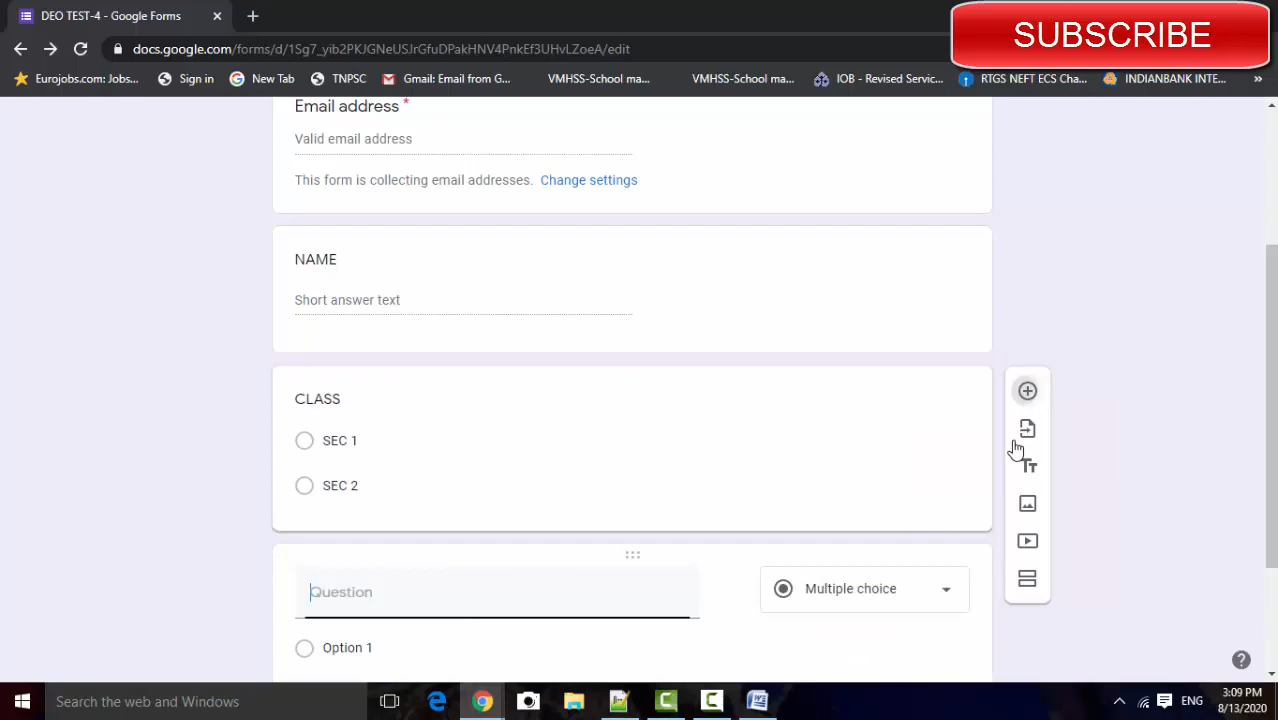 DEO TEST-4 - Google Forms
SUBSCRIBE
docs.google.com/forms/d/1Sg7_yib2PKJGNeUSJrGfuDPakHNV4PnkEf3UHvLZoeA/edit
Eurojobs.com: Jobs... Sign in New Tab TNPSC Gmail: Email from G... VMHSS-School ma... VMHSS-School ma... IOB - Revised Servic... RTGS NEFT ECS Cha... INDIANBANK INTE... »
Email address *
Valid email address
This form is collecting email addresses. Change settings
NAME
Short answer text
CLASS
SEC 1
SEC 2
Question
Multiple choice
Option 1
Search the web and Windows
ENG
3:09 PM
8/13/2020